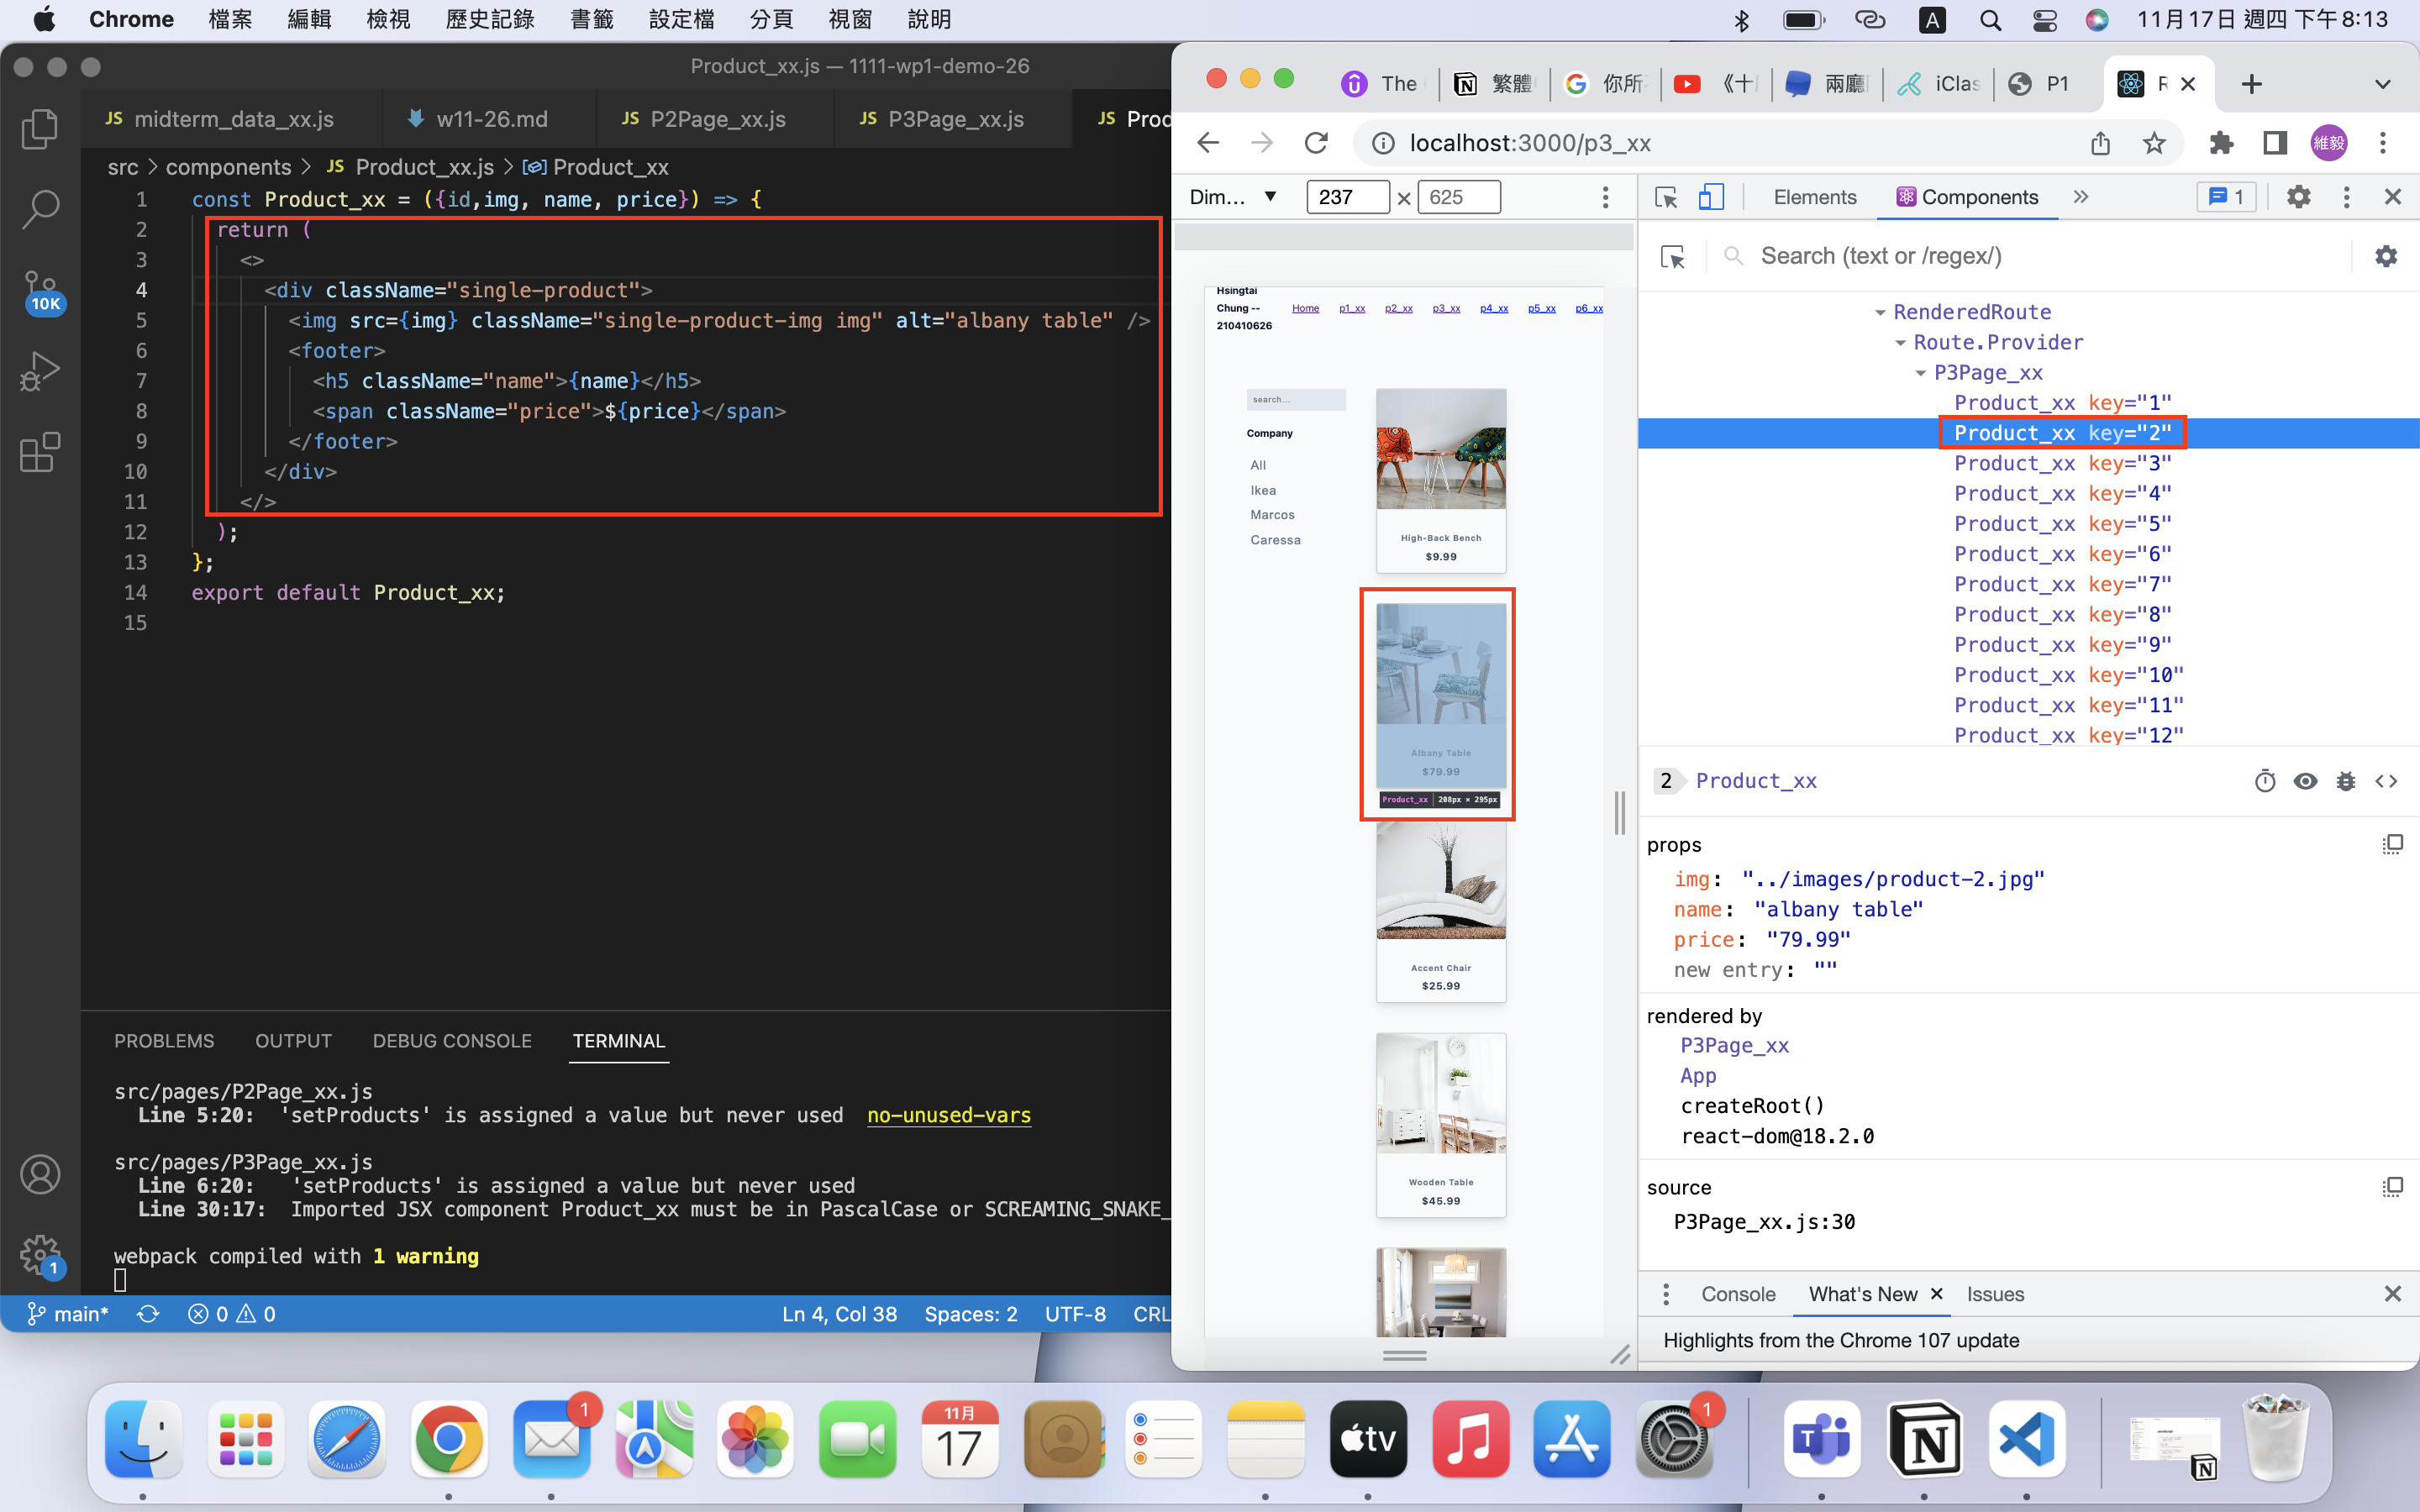 Chrome 檔案 編輯 檢視 歷史記錄 書籤 設定檔 分頁 視窗 說明
A 11月17日 週四 下午8:13
Product_xx.js — 1111-wp1-demo-26
JS midterm_data_xx.js w11-26.md JS P2Page_xx.js JS P3Page_xx.js JS Proc
src > components > JS Product_xx.js > Product_xx
1 const Product_xx = ({id,img, name, price}) => {
2 return (
3 <>
4 <div className="single-product">
5 <img src={img} className="single-product-img img" alt="albany table" />
6 <footer>
7 <h5 className="name">{name}</h5>
8 <span className="price">${price}</span>
9 </footer>
10 </div>
11 </>
12 );
13 };
14 export default Product_xx;
15
10K
1
PROBLEMS OUTPUT DEBUG CONSOLE TERMINAL
src/pages/P2Page_xx.js
Line 5:20: 'setProducts' is assigned a value but never used no-unused-vars
src/pages/P3Page_xx.js
Line 6:20: 'setProducts' is assigned a value but never used
Line 30:17: Imported JSX component Product_xx must be in PascalCase or SCREAMING_SNAKE_
webpack compiled with 1 warning
main* 0 0 Ln 4, Col 38 Spaces: 2 UTF-8 CRL
The 繁體 你所 《十 兩廳 iClas P1 R
localhost:3000/p3_xx
維毅
Dim... 237 × 625
Elements Components 1
Search (text or /regex/)
Hsingtai
Chung --
210410626
Home p1_xx p2_xx p3_xx p4_xx p5_xx p6_xx
search...
Company
All
Ikea
Marcos
Caressa
High-Back Bench
$9.99
Albany Table
$79.99
Product_xx 208px × 295px
Accent Chair
$25.99
Wooden Table
$45.99
RenderedRoute
Route.Provider
P3Page_xx
Product_xx key="1"
Product_xx key="2"
Product_xx key="3"
Product_xx key="4"
Product_xx key="5"
Product_xx key="6"
Product_xx key="7"
Product_xx key="8"
Product_xx key="9"
Product_xx key="10"
Product_xx key="11"
Product_xx key="12"
2 Product_xx
props
img: "../images/product-2.jpg"
name: "albany table"
price: "79.99"
new entry: ""
rendered by
P3Page_xx
App
createRoot()
react-dom@18.2.0
source
P3Page_xx.js:30
Console What's New Issues
Highlights from the Chrome 107 update
1
11月
17
tv
1
T
N
N